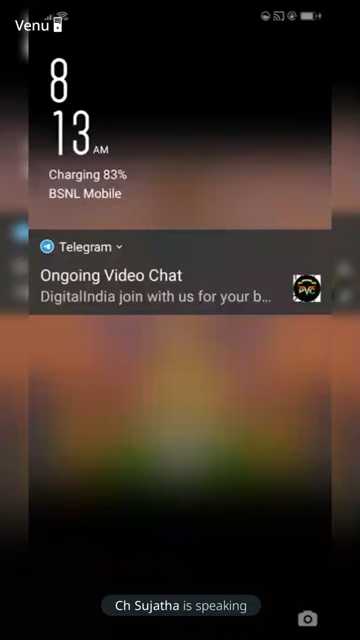 Venu
8
13 AM
Charging 83%
BSNL Mobile
Telegram
Ongoing Video Chat
DigitalIndia join with us for your b...
PVC
Ch Sujatha is speaking